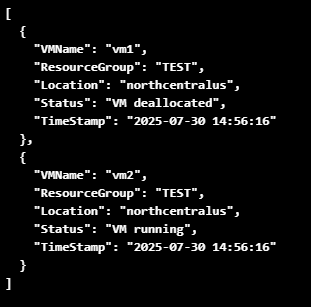 [
  {
    "VMName": "vm1",
    "ResourceGroup": "TEST",
    "Location": "northcentralus",
    "Status": "VM deallocated",
    "TimeStamp": "2025-07-30 14:56:16"
  },
  {
    "VMName": "vm2",
    "ResourceGroup": "TEST",
    "Location": "northcentralus",
    "Status": "VM running",
    "TimeStamp": "2025-07-30 14:56:16"
  }
]